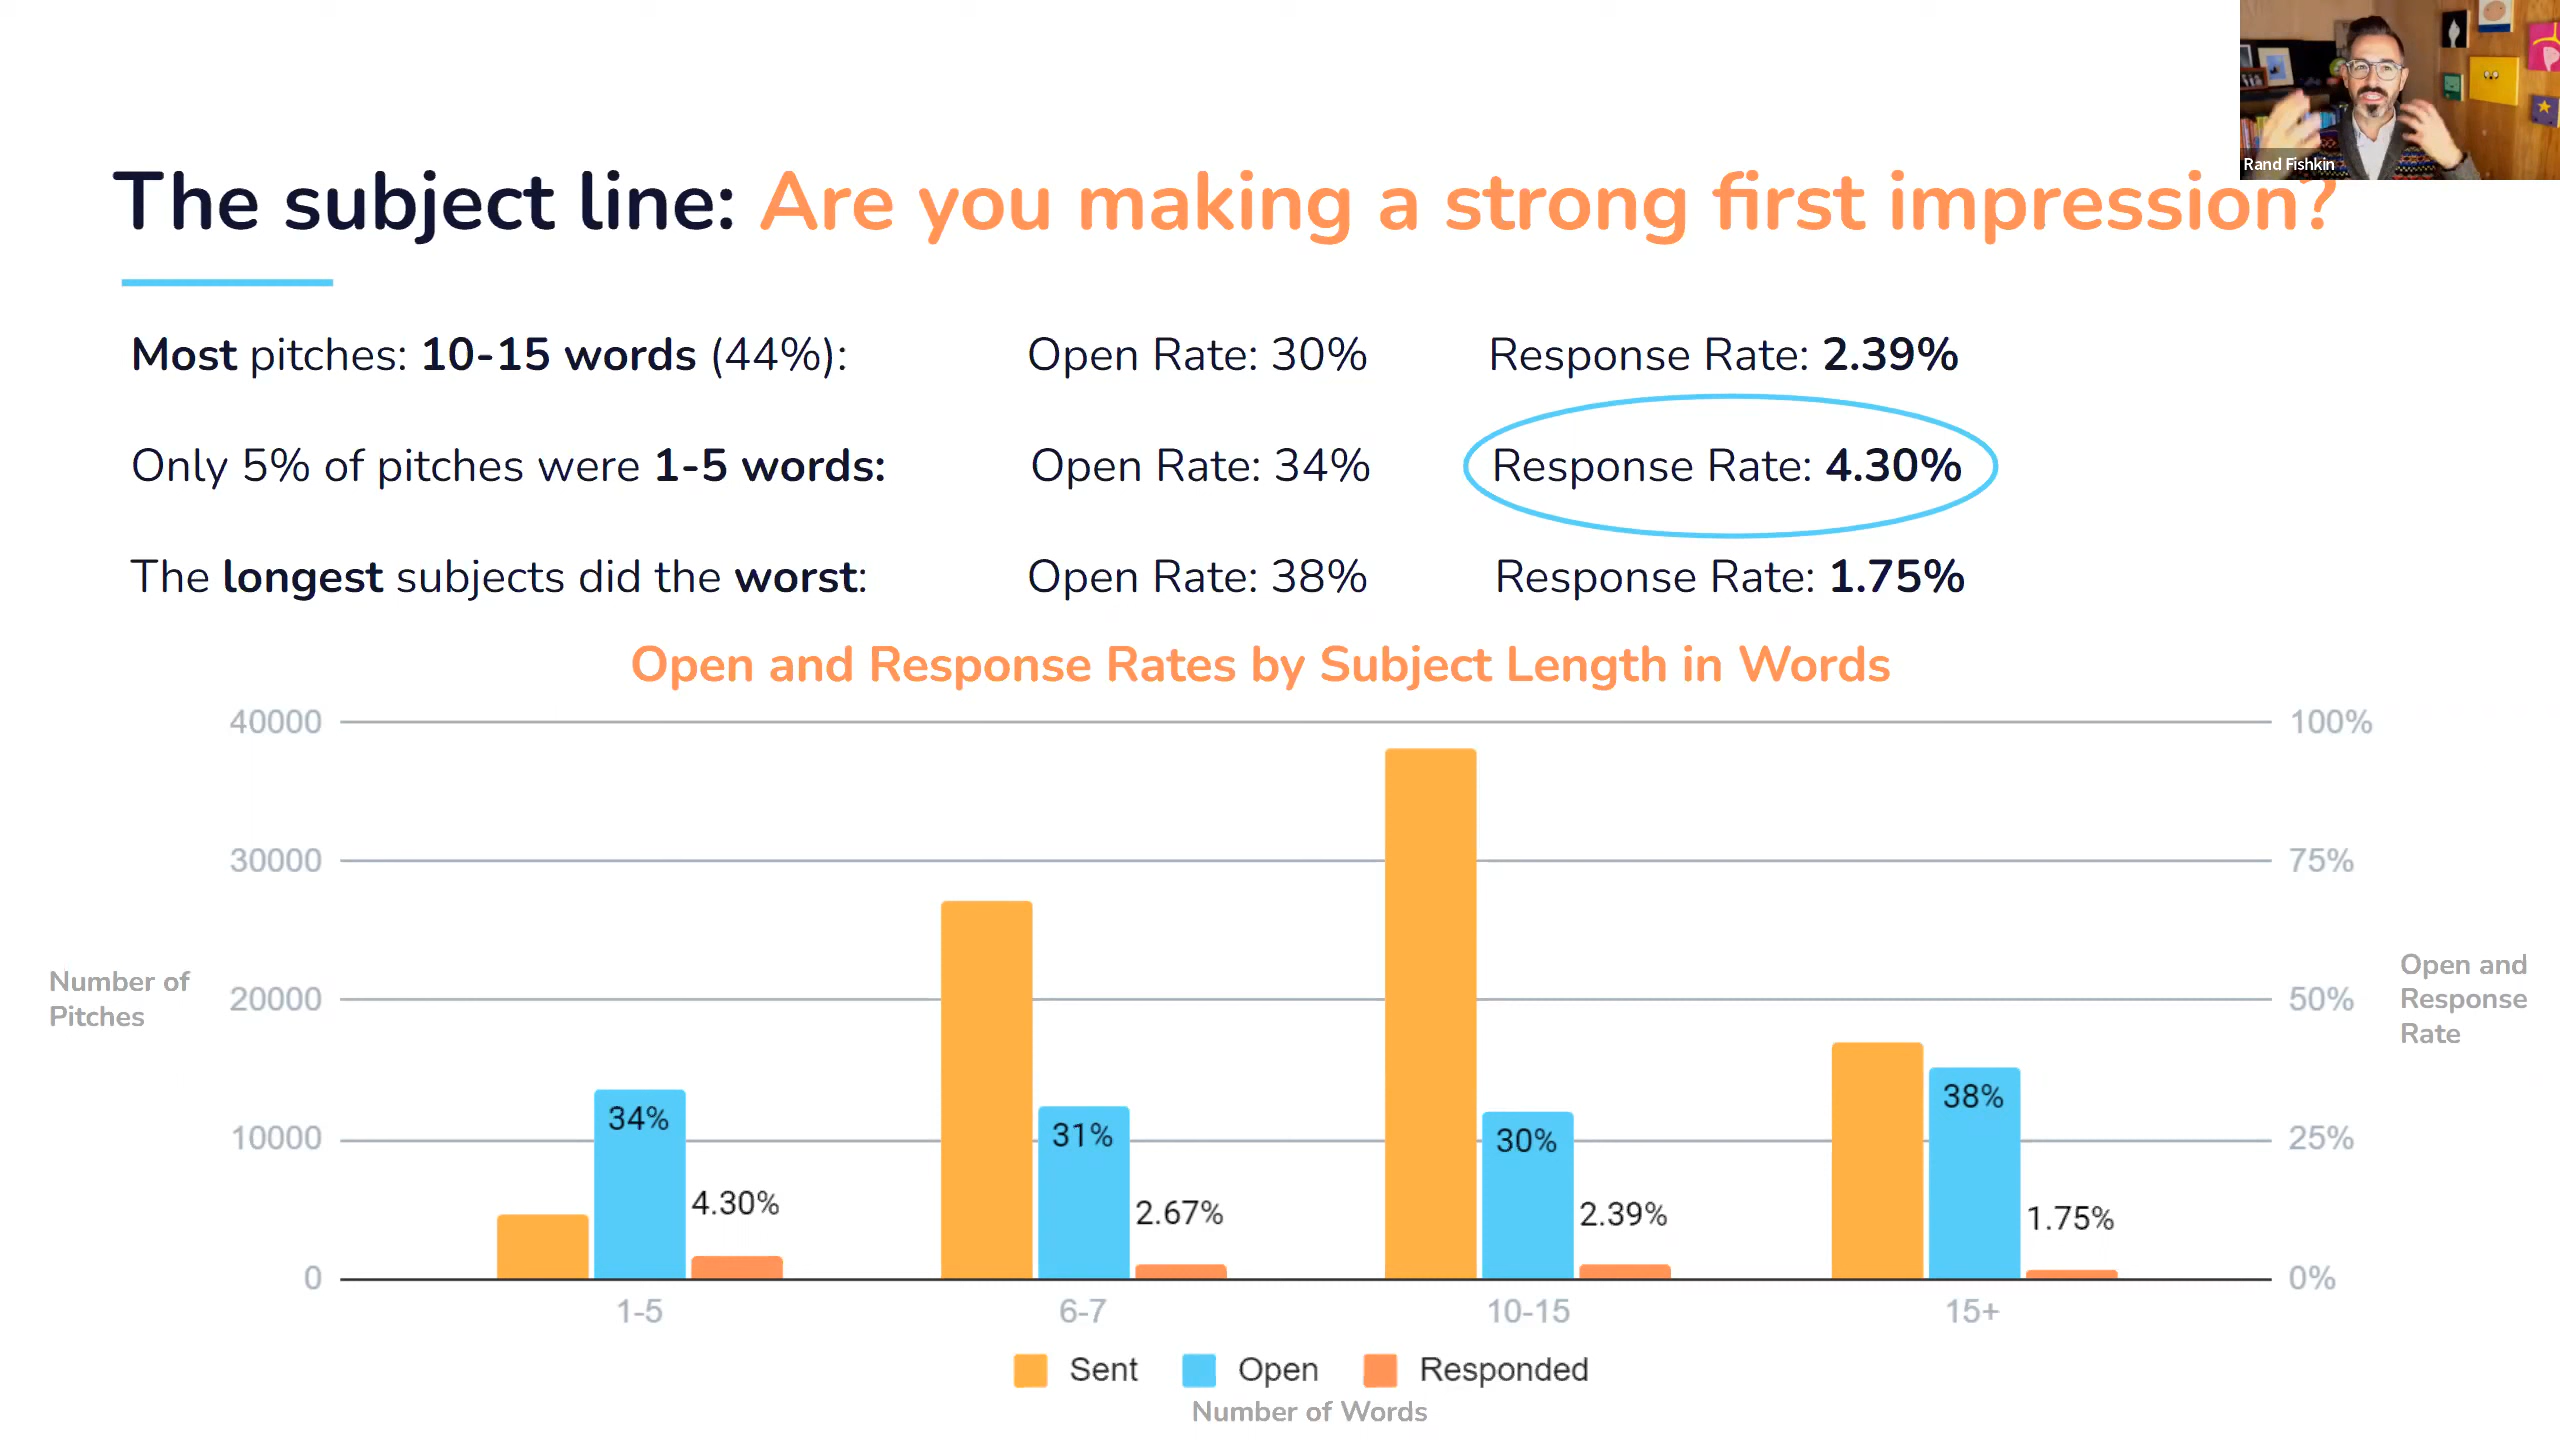 Rand Fishkin
The subject line: Are you making a strong first impression?
Most pitches: 10-15 words (44%): Open Rate: 30% Response Rate: 2.39%
Only 5% of pitches were 1-5 words: Open Rate: 34% Response Rate: 4.30%
The longest subjects did the worst: Open Rate: 38% Response Rate: 1.75%
Open and Response Rates by Subject Length in Words
Number of
Pitches
40000
30000
20000
10000
0
100%
75%
50%
25%
0%
Open and
Response
Rate
34%
4.30%
31%
2.67%
30%
2.39%
38%
1.75%
1-5
6-7
10-15
15+
Sent Open Responded
Number of Words